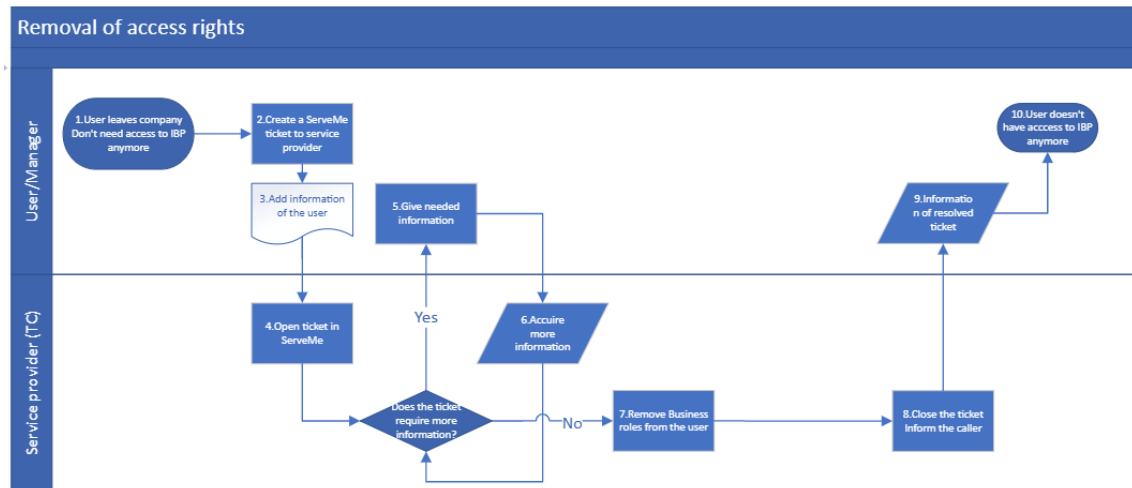 Removal of access rights
User/Manager
1.User leaves company
Don't need access to IBP
anymore
2.Create a ServeMe
ticket to service
provider
3.Add information
of the user
5.Give needed
information
9.Informatio
n of resolved
ticket
10.User doesn't
have acccess to IBP
anymore
Service provider (TC)
4.Open ticket in
ServeMe
Yes
6.Accuire
more
information
Does the ticket
require more
information?
No
7.Remove Business
roles from the user
8.Close the ticket
Inform the caller